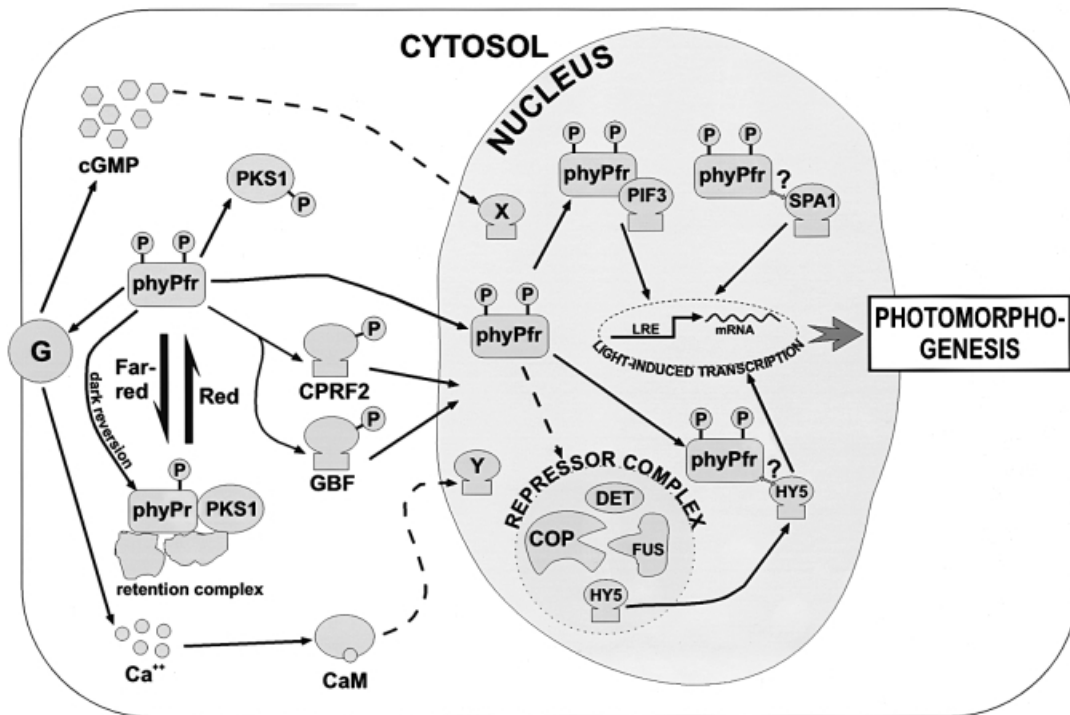 CYTOSOL
NUCLEUS
cGMP
PKS1
P
P P
phyPfr
G
Far-
red
Red
dark reversion
P
phyPr
PKS1
retention complex
Ca++
CaM
P
CPRF2
P
GBF
X
Y
P P
phyPfr
P P
phyPfr
PIF3
P P
phyPfr
?
SPA1
LRE
mRNA
LIGHT-INDUCED TRANSCRIPTION
PHOTOMORPHO-
GENESIS
P P
phyPfr
?
HY5
REPRESSOR COMPLEX
DET
COP
FUS
HY5